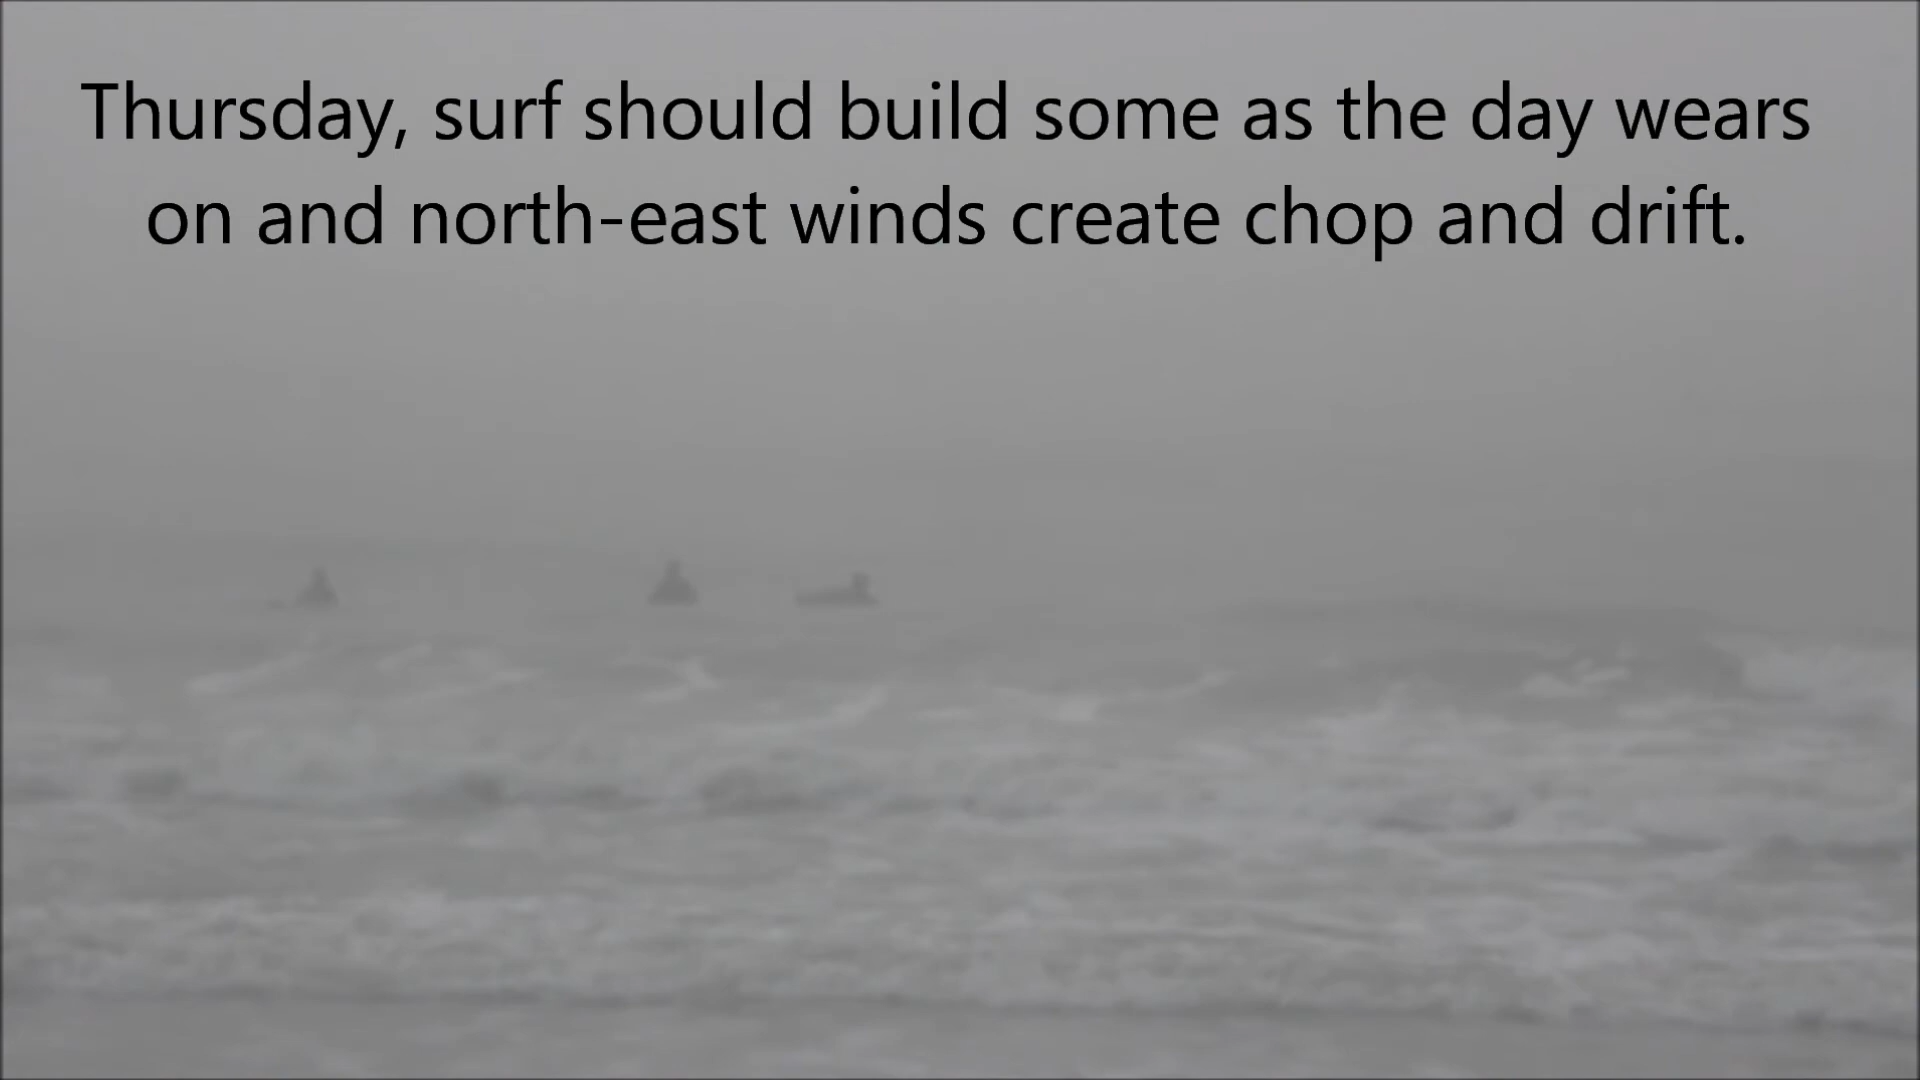 Thursday, surf should build some as the day wears
on and north-east winds create chop and drift.